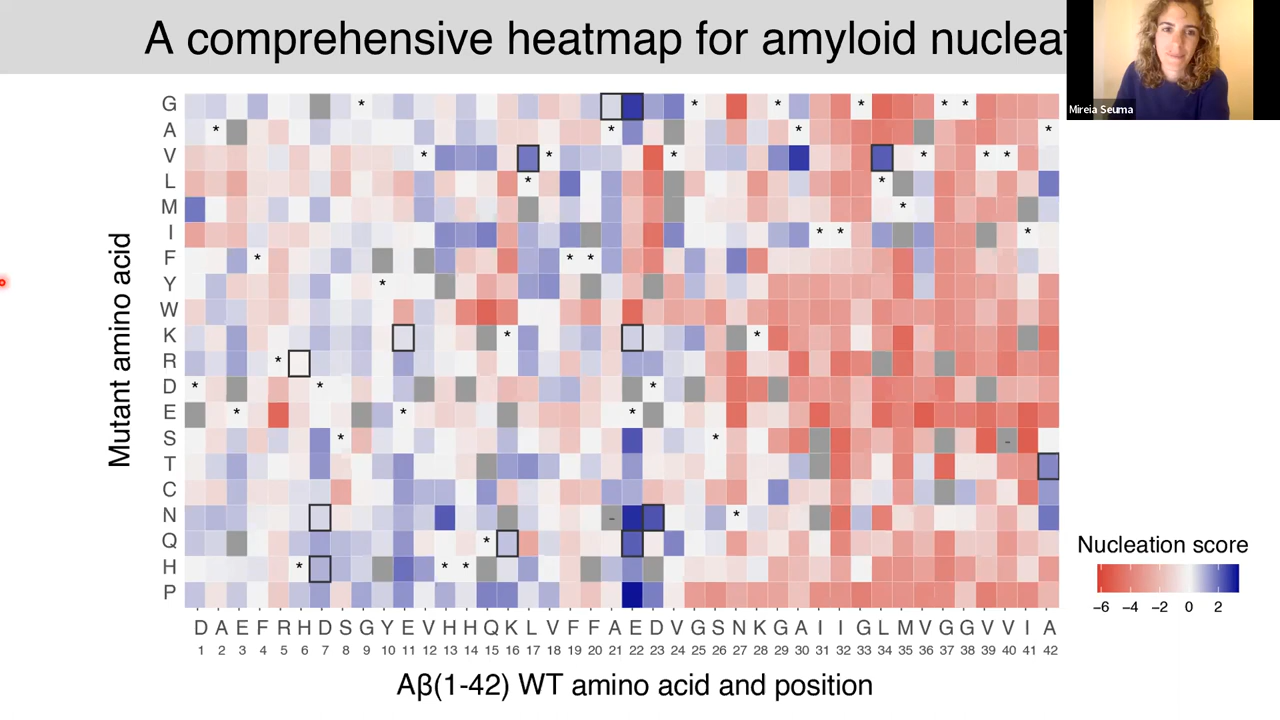 A comprehensive heatmap for amyloid nucleat
Mireia Seuma
Mutant amino acid
G
A
V
L
M
I
F
Y
W
K
R
D
E
S
T
C
N
Q
H
P
D A E F R H D S G Y E V H H Q K L V F F A E D V G S N K G A I I G L M V G G V V I A
1 2 3 4 5 6 7 8 9 10 11 12 13 14 15 16 17 18 19 20 21 22 23 24 25 26 27 28 29 30 31 32 33 34 35 36 37 38 39 40 41 42
Aβ(1-42) WT amino acid and position
Nucleation score
−6 −4 −2 0 2